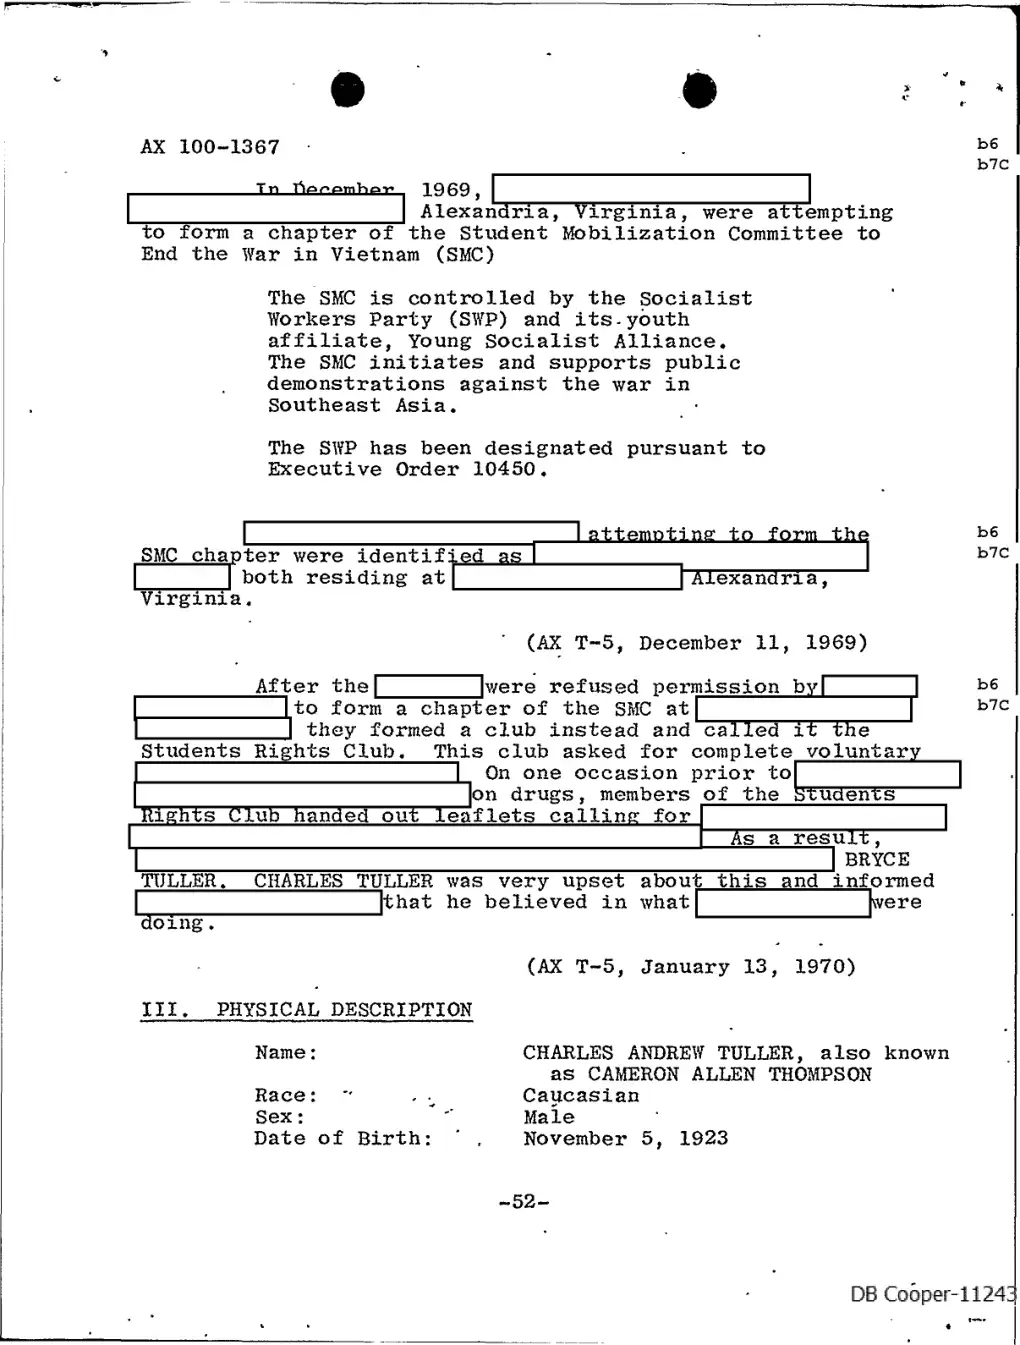 AX 100-1367
b6
b7C
In December 1969,
Alexandria, Virginia, were attempting
to form a chapter of the Student Mobilization Committee to
End the War in Vietnam (SMC)
The SMC is controlled by the Socialist
Workers Party (SWP) and its youth
affiliate, Young Socialist Alliance.
The SMC initiates and supports public
demonstrations against the war in
Southeast Asia.
The SWP has been designated pursuant to
Executive Order 10450.
attempting to form the
b6
SMC chapter were identified as
b7C
both residing at Alexandria,
Virginia.
(AX T-5, December 11, 1969)
After the were refused permission by
b6
to form a chapter of the SMC at
b7C
they formed a club instead and called it the
Students Rights Club. This club asked for complete voluntary
On one occasion prior to
on drugs, members of the Students
Rights Club handed out leaflets calling for
As a result,
BRYCE
TULLER. CHARLES TULLER was very upset about this and informed
that he believed in what were
doing.
(AX T-5, January 13, 1970)
III. PHYSICAL DESCRIPTION
Name: CHARLES ANDREW TULLER, also known
as CAMERON ALLEN THOMPSON
Race: Caucasian
Sex: Male
Date of Birth: November 5, 1923
-52-
DB Cooper-11243